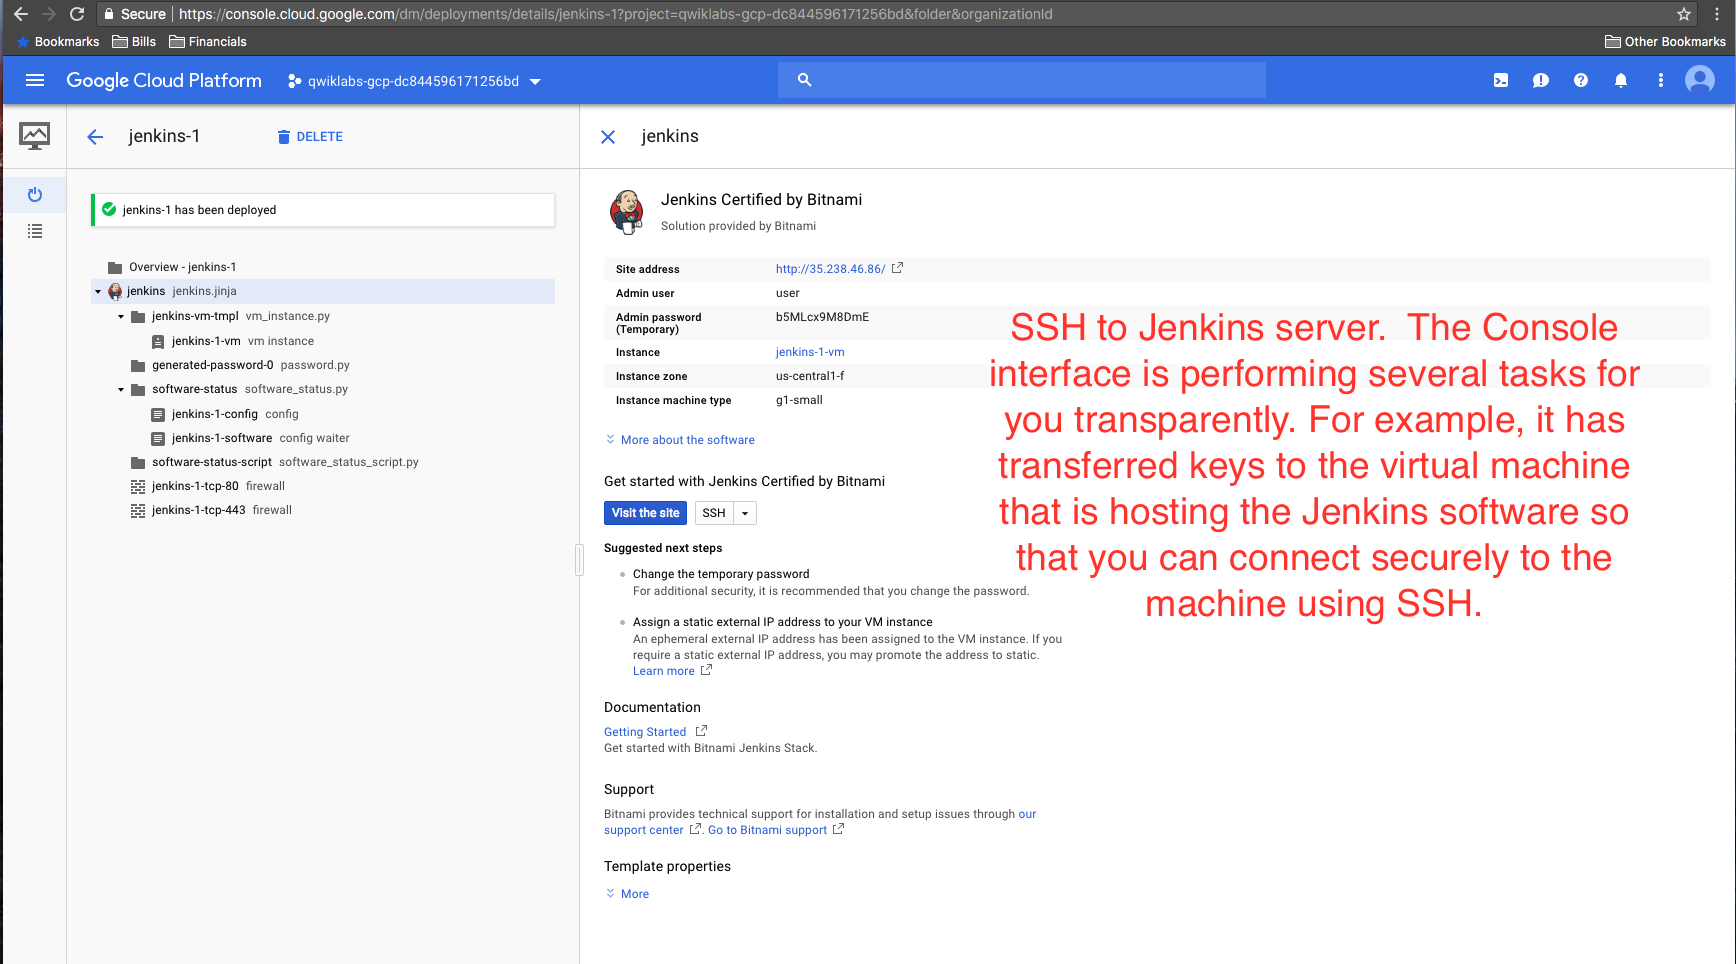 Secure | https://console.cloud.google.com/dm/deployments/details/jenkins-1?project=qwiklabs-gcp-dc844596171256bd&folder&organizationId
Bookmarks Bills Financials Other Bookmarks
Google Cloud Platform qwiklabs-gcp-dc844596171256bd
jenkins-1 DELETE
jenkins-1 has been deployed
Overview - jenkins-1
jenkins jenkins.jinja
jenkins-vm-tmpl vm_instance.py
jenkins-1-vm vm instance
generated-password-0 password.py
software-status software_status.py
jenkins-1-config config
jenkins-1-software config waiter
software-status-script software_status_script.py
jenkins-1-tcp-80 firewall
jenkins-1-tcp-443 firewall
jenkins
Jenkins Certified by Bitnami
Solution provided by Bitnami
Site address http://35.238.46.86/
Admin user user
Admin password b5MLcx9M8DmE
(Temporary)
Instance jenkins-1-vm
Instance zone us-central1-f
Instance machine type g1-small
More about the software
Get started with Jenkins Certified by Bitnami
Visit the site SSH
Suggested next steps
Change the temporary password
For additional security, it is recommended that you change the password.
Assign a static external IP address to your VM instance
An ephemeral external IP address has been assigned to the VM instance. If you
require a static external IP address, you may promote the address to static.
Learn more
Documentation
Getting Started
Get started with Bitnami Jenkins Stack.
Support
Bitnami provides technical support for installation and setup issues through our
support center . Go to Bitnami support
Template properties
More
SSH to Jenkins server. The Console
interface is performing several tasks for
you transparently. For example, it has
transferred keys to the virtual machine
that is hosting the Jenkins software so
that you can connect securely to the
machine using SSH.